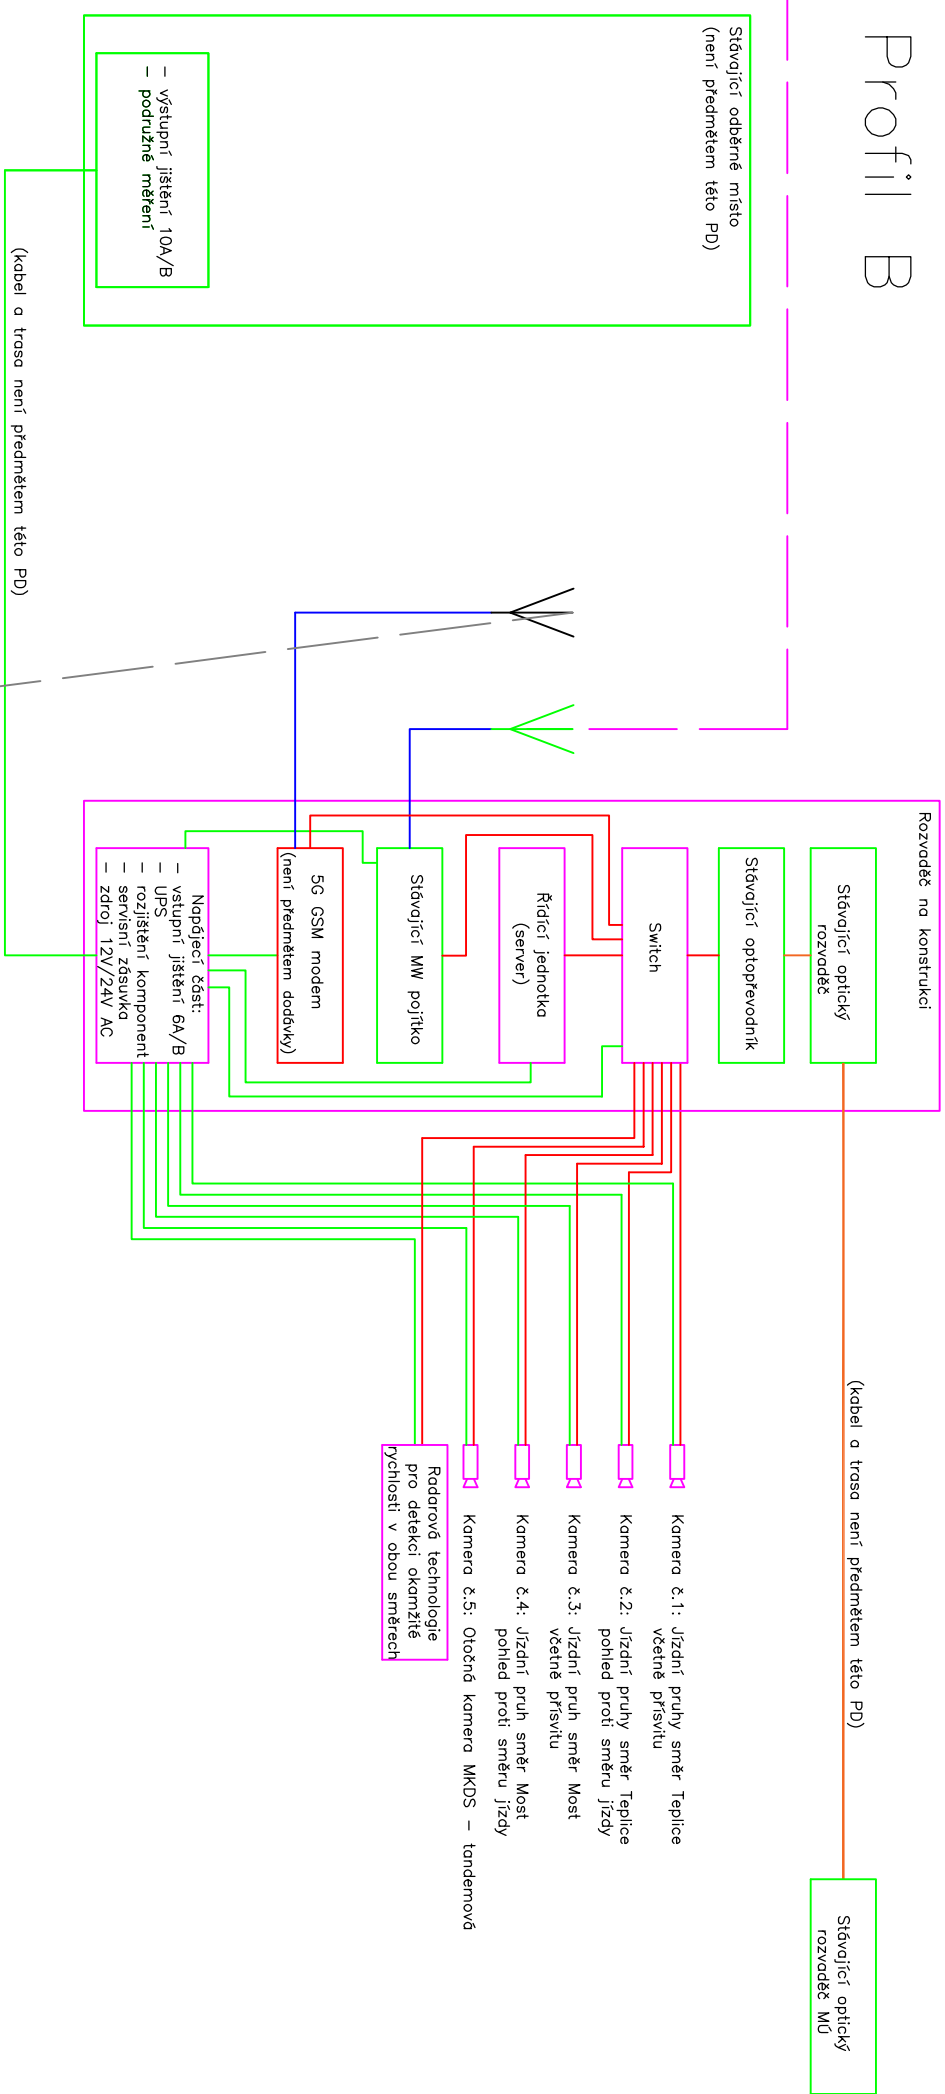 Profil B
Stávající odběrné místo
(není předmětem této PD)
- výstupní jištění 10A/B
- podružné měření
(kabel a trasa není předmětem této PD)
Rozvaděč na konstrukci
Stávající optický
rozvaděč
Stávající optopřevodník
Switch
Řídící jednotka
(server)
Stávající MW pojítko
5G GSM modem
(není předmětem dodávky)
Napájecí část:
- vstupní jištění 6A/B
- UPS
- rozjištění komponent
- servisní zásuvka
- zdroj 12V/24V AC
(kabel a trasa není předmětem této PD)
Kamera č.1: Jízdní pruhy směr Teplice
včetně přísvitu
Kamera č.2: Jízdní pruhy směr Teplice
pohled proti směru jízdy
Kamera č.3: Jízdní pruh směr Most
včetně přísvitu
Kamera č.4: Jízdní pruh směr Most
pohled proti směru jízdy
Kamera č.5: Otočná kamera MKDS - tandemová
Radarová technologie
pro detekci okamžité
rychlosti v obou směrech
Stávající optický
rozvaděč MÚ